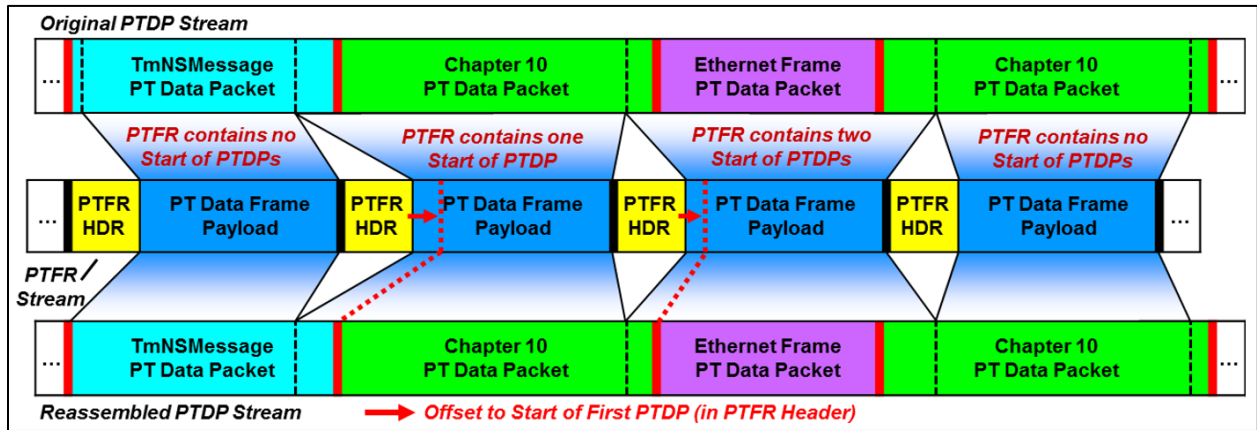 Original PTDP Stream
...
TmNSMessage
PT Data Packet
Chapter 10
PT Data Packet
Ethernet Frame
PT Data Packet
Chapter 10
PT Data Packet
...
PTFR contains no
Start of PTDPs
PTFR contains one
Start of PTDP
PTFR contains two
Start of PTDPs
PTFR contains no
Start of PTDPs
...
PTFR
HDR
PT Data Frame
Payload
PTFR
HDR
PT Data Frame
Payload
PTFR
HDR
PT Data Frame
Payload
PTFR
HDR
PT Data Frame
Payload
...
PTFR
Stream
...
TmNSMessage
PT Data Packet
Chapter 10
PT Data Packet
Ethernet Frame
PT Data Packet
Chapter 10
PT Data Packet
...
Reassembled PTDP Stream
Offset to Start of First PTDP (in PTFR Header)